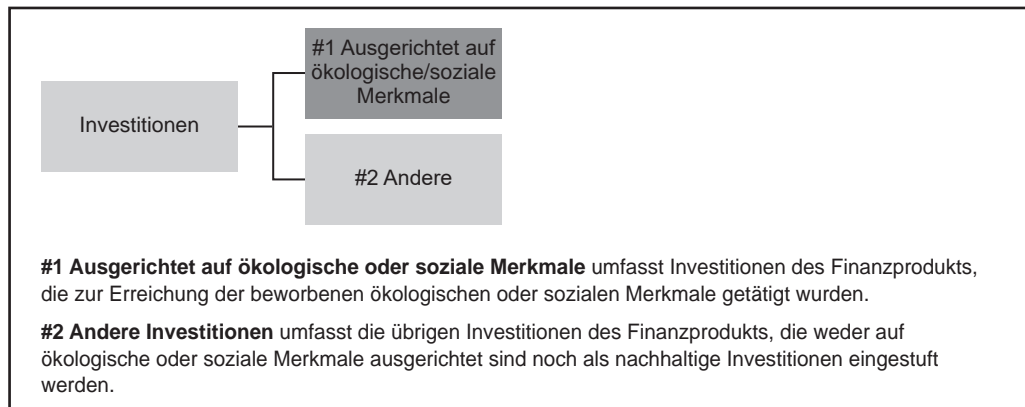 #1 Ausgerichtet auf
ökologische/soziale
Merkmale
Investitionen
#2 Andere
#1 Ausgerichtet auf ökologische oder soziale Merkmale umfasst Investitionen des Finanzprodukts,
die zur Erreichung der beworbenen ökologischen oder sozialen Merkmale getätigt wurden.
#2 Andere Investitionen umfasst die übrigen Investitionen des Finanzprodukts, die weder auf
ökologische oder soziale Merkmale ausgerichtet sind noch als nachhaltige Investitionen eingestuft
werden.